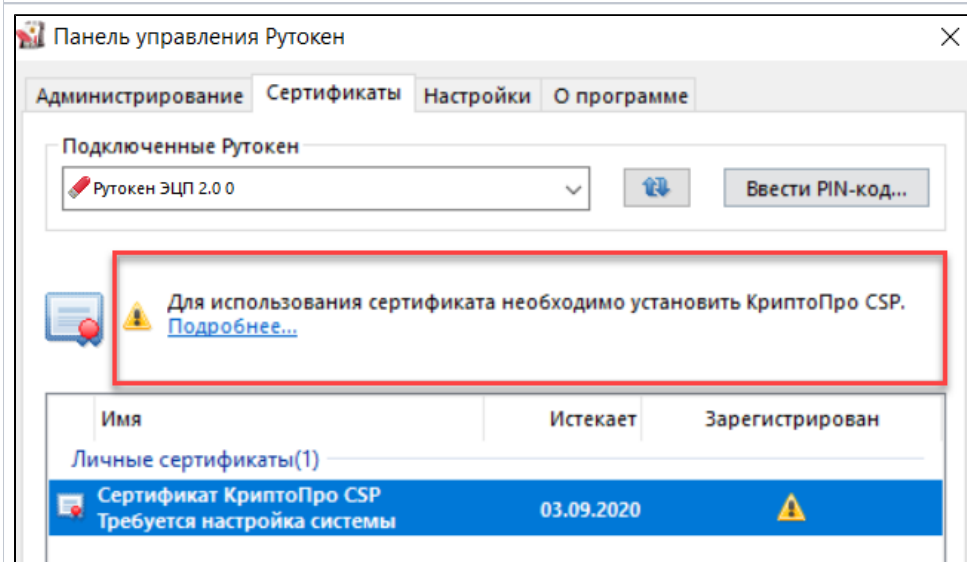 Панель управления Рутокен
Администрирование Сертификаты Настройки О программе
Подключенные Рутокен
Рутокен ЭЦП 2.0 0
Ввести PIN-код...
Для использования сертификата необходимо установить КриптоПро CSP.
Подробнее...
Имя Истекает Зарегистрирован
Личные сертификаты(1)
Сертификат КриптоПро CSP
Требуется настройка системы
03.09.2020